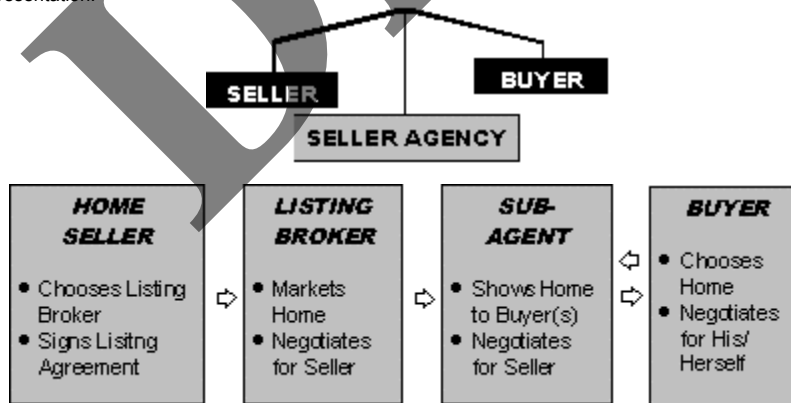 presentation.
SELLER
BUYER
SELLER AGENCY
HOME
SELLER
• Chooses Listing
Broker
• Signs Lisitng
Agreement
LISTING
BROKER
• Markets
Home
• Negotiates
for Seller
SUB-
AGENT
• Shows Home
to Buyer(s)
• Negotiates
for Seller
BUYER
• Chooses
Home
• Negotiates
for His/
Herself